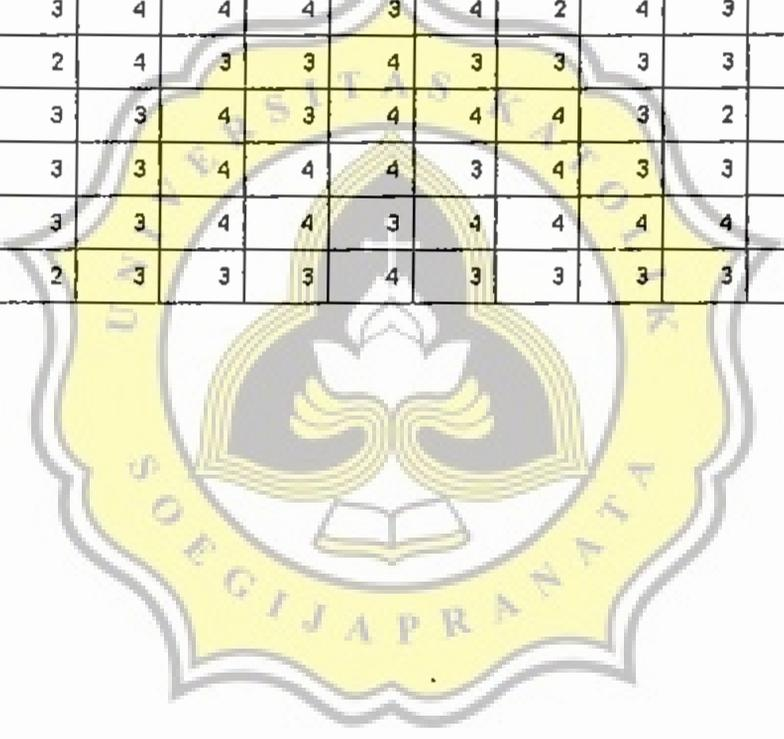 3 4 4 4 3 4 2 4 3
2 4 3 3 4 3 3 3 3
3 3 4 3 4 4 4 3 2
3 3 4 4 4 3 4 3 3
3 3 4 4 3 4 4 4 4
2 3 3 3 4 3 3 3 3
UNIVERSITAS KATOLIK
SOEGIJAPRANATA